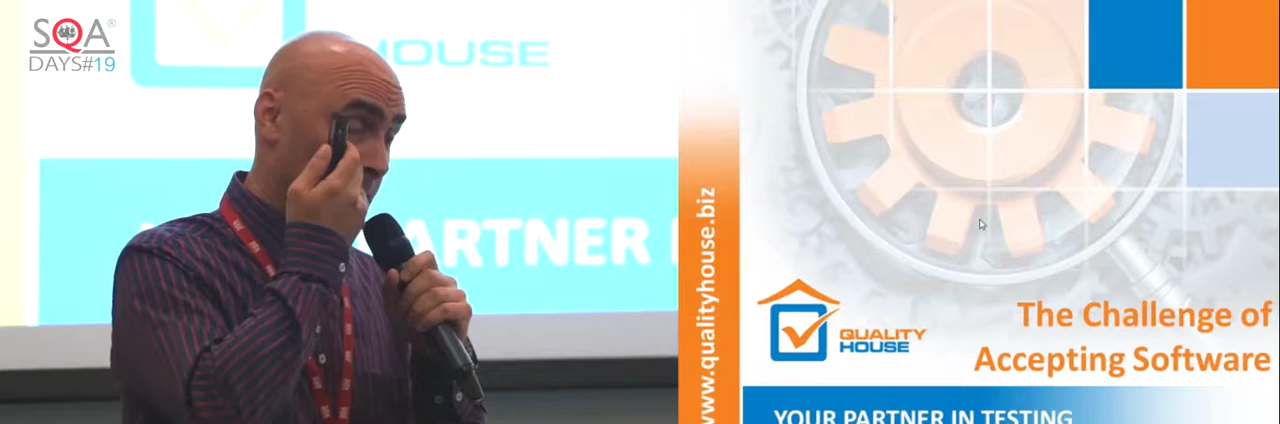 SQA®
DAYS#19
HOUSE
PARTNER
www.qualityhouse.biz
QUALITY
HOUSE
The Challenge of
Accepting Software
YOUR PARTNER IN TESTING